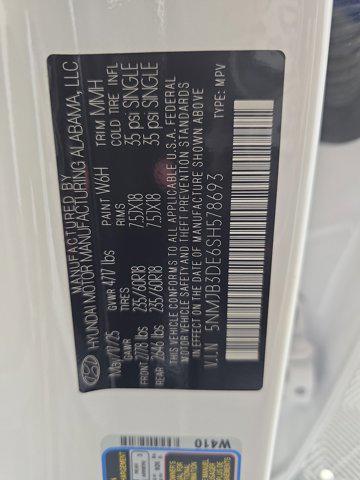 MANUFACTURED BY
HYUNDAI MOTOR MANUFACTURING ALABAMA, LLC
May/17/25 GVWR 4717 lbs PAINT W6H TRIM MMH
GAWR TIRES RIMS COLD TIRE INFL
FRONT 2778 lbs 235/60R18 7.5JX18 35 psi SINGLE
REAR 2646 lbs 235/60R18 7.5JX18 35 psi SINGLE
THIS VEHICLE CONFORMS TO ALL APPLICABLE U.S. FEDERAL
MOTOR VEHICLE SAFETY AND THEFT PREVENTION STANDARDS
IN EFFECT ON THE DATE OF MANUFACTURE SHOWN ABOVE
V.I.N 5NMJB3DE6SH578693 TYPE: MPV
W410